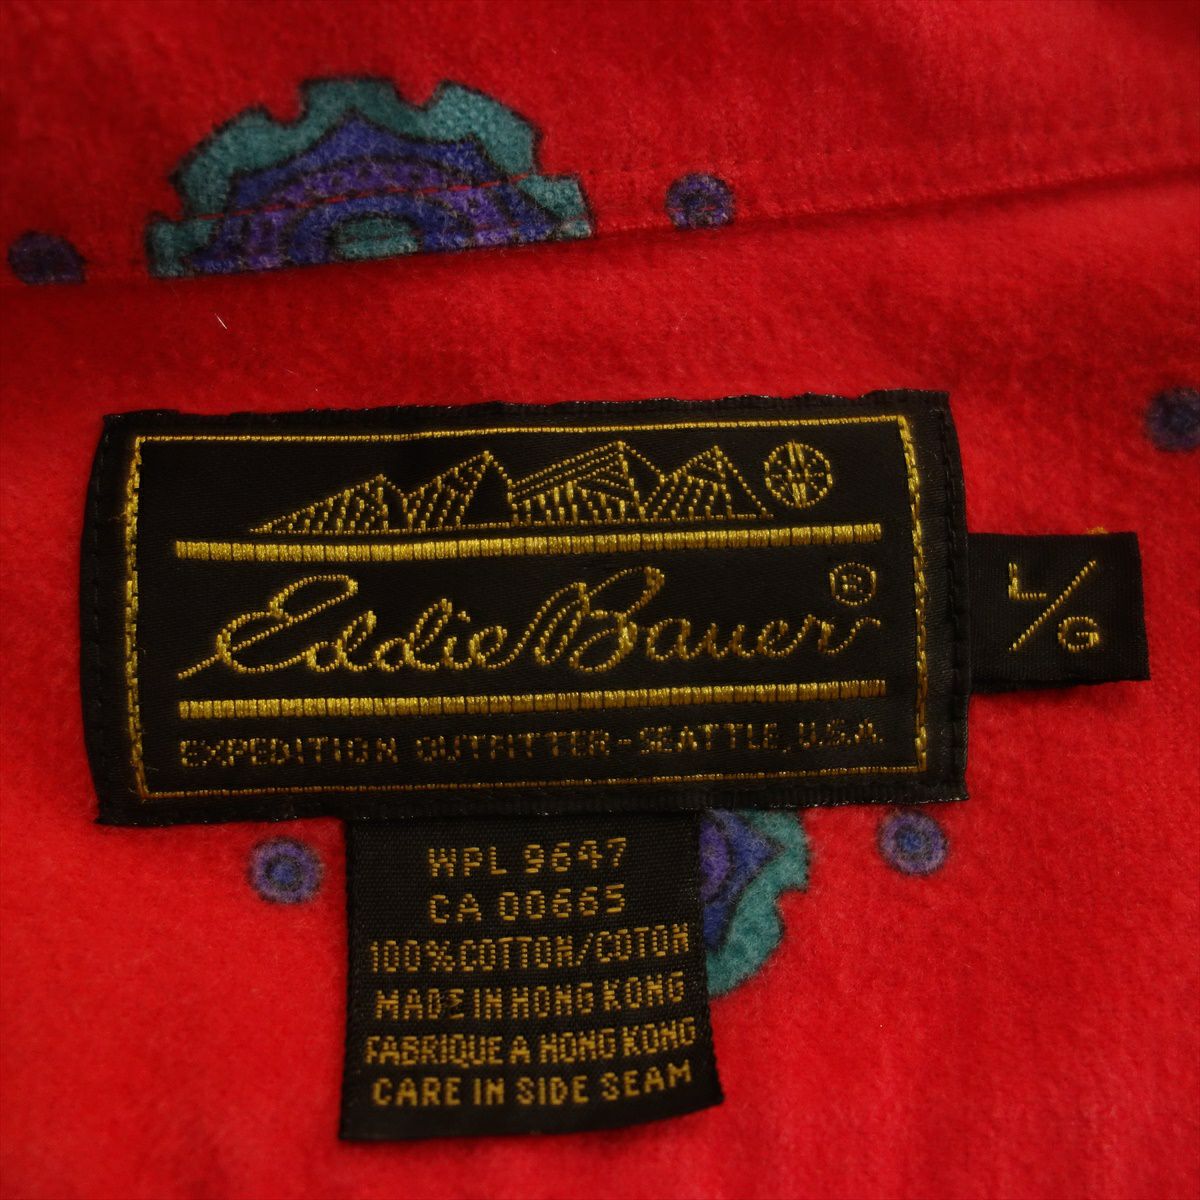 Eddie Bauer®
EXPEDITION OUTFITTER-SEATTLE, U.S.A.
L/G
WPL 9647
CA 00665
100%COTTON/COTON
MADE IN HONG KONG
FABRIQUE A HONG KONG
CARE IN SIDE SEAM